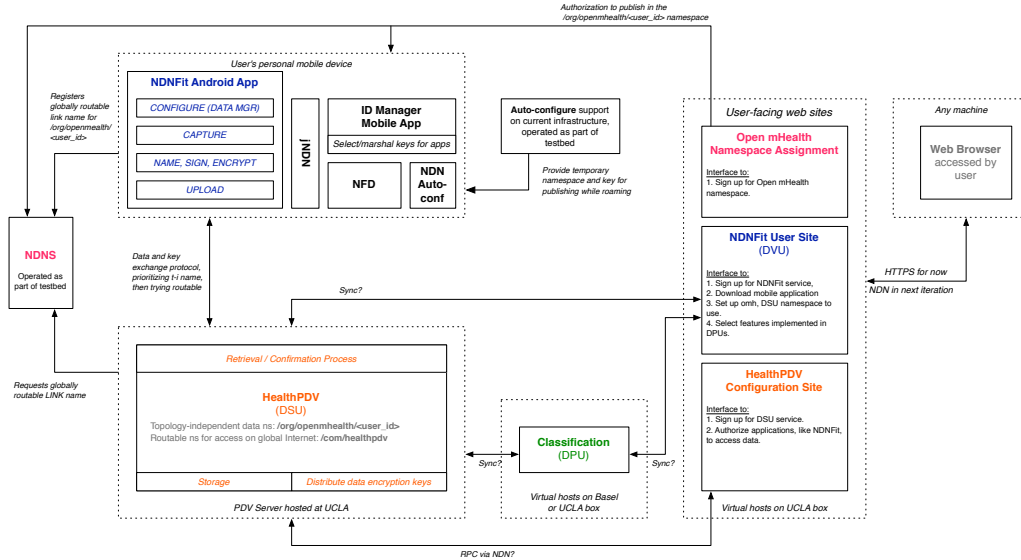 Authorization to publish in the
/org/openmhealth/<user_id> namespace
User's personal mobile device
NDNFit Android App
CONFIGURE (DATA MGR)
CAPTURE
NAME, SIGN, ENCRYPT
UPLOAD
jNDN
ID Manager
Mobile App
Select/marshal keys for apps
NFD
NDN
Auto-
conf
Registers
globally routable
link name for
/org/openhealth/
<user_id>
Auto-configure support
on current infrastructure,
operated as part of
testbed
Provide temporary
namespace and key for
publishing while roaming
User-facing web sites
Open mHealth
Namespace Assignment
Interface to:
1. Sign up for Open mHealth
namespace.
Any machine
Web Browser
accessed by
user
NDNS
Operated as
part of testbed
Data and key
exchange protocol,
prioritizing t-i name,
then trying routable
Sync?
NDNFit User Site
(DVU)
Interface to:
1. Sign up for NDNFit service,
2. Download mobile application
3. Set up omh, DSU namespace to
use.
4. Select features implemented in
DPUs.
HTTPS for now
NDN in next iteration
Requests globally
routable LINK name
Retrieval / Confirmation Process
HealthPDV
(DSU)
Topology-independent data ns: /org/openmhealth/<user_id>
Routable ns for access on global Internet: /com/healthpdv
Storage
Distribute data encryption keys
PDV Server hosted at UCLA
Sync?
Classification
(DPU)
Virtual hosts on Basel
or UCLA box
Sync?
HealthPDV
Configuration Site
Interface to:
1. Sign up for DSU service.
2. Authorize applications, like NDNFit,
to access data.
Virtual hosts on UCLA box
RPC via NDN?